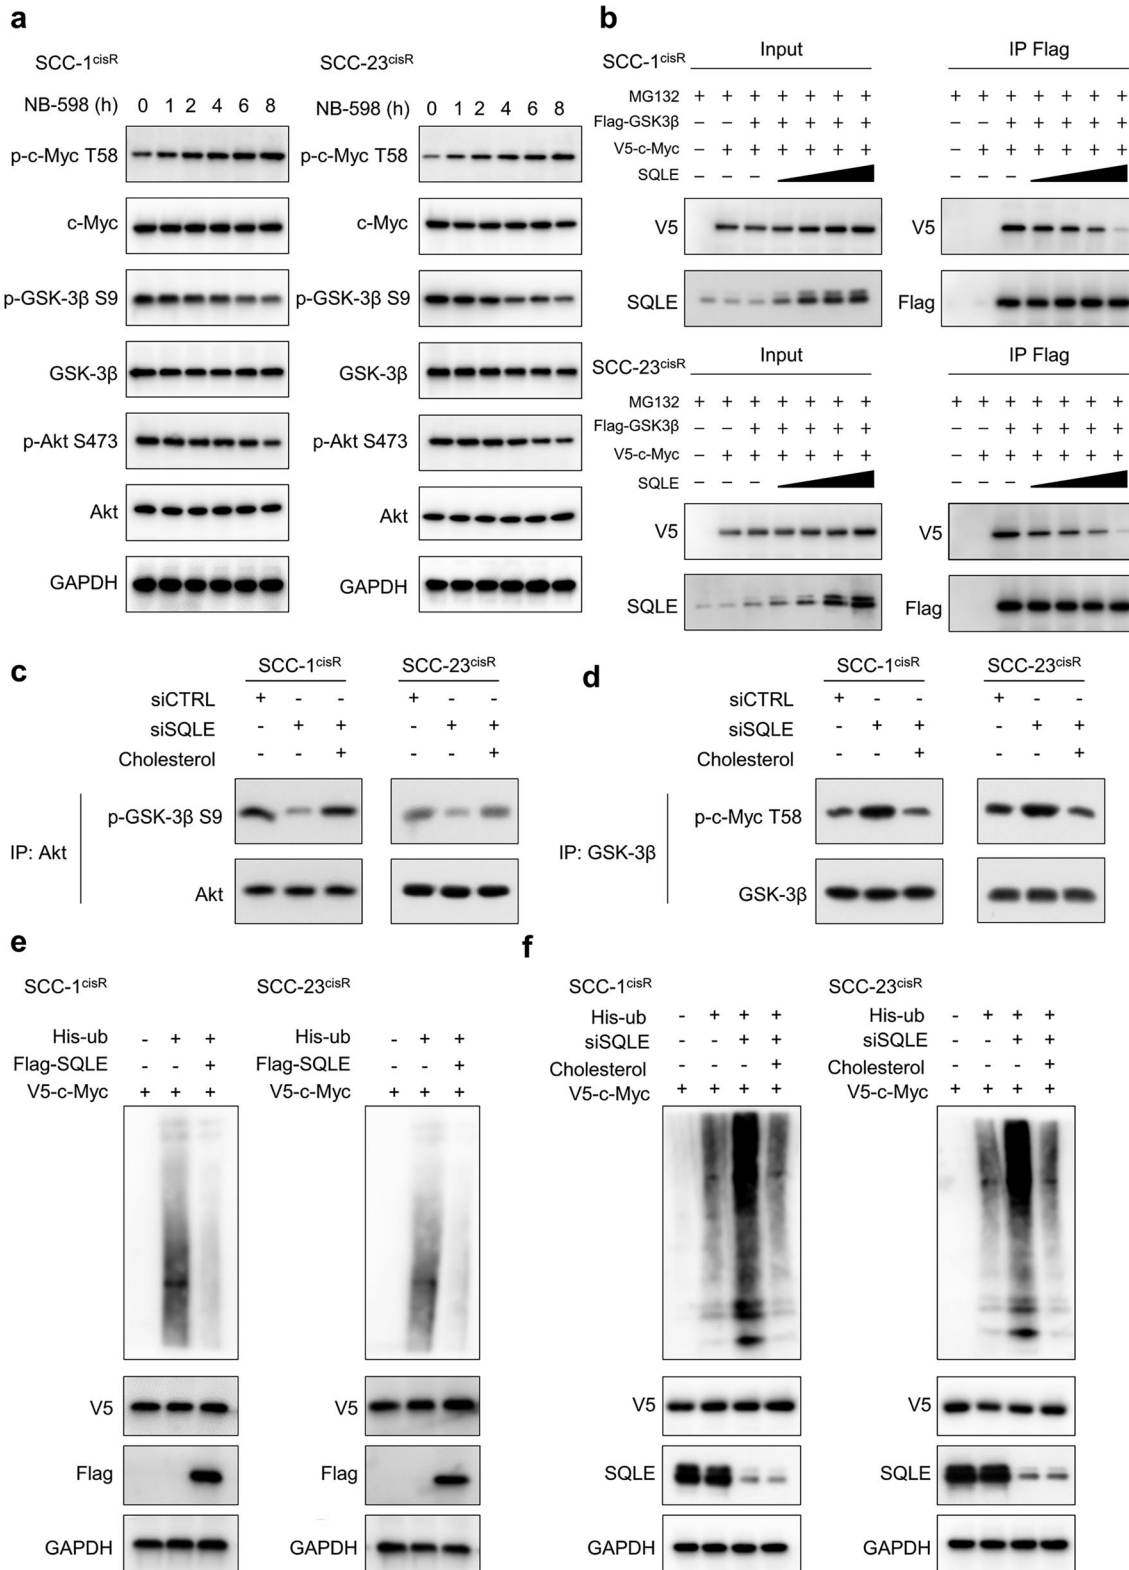 a
SCC-1cisR
SCC-23cisR
NB-598 (h) 0 1 2 4 6 8
NB-598 (h) 0 1 2 4 6 8
p-c-Myc T58
p-c-Myc T58
c-Myc
c-Myc
p-GSK-3β S9
p-GSK-3β S9
GSK-3β
GSK-3β
p-Akt S473
p-Akt S473
Akt
Akt
GAPDH
GAPDH
b
SCC-1cisR
Input
IP Flag
MG132 + + + + + + + + + + + + + +
Flag-GSK3β – – + + + + + – – + + + + +
V5-c-Myc – + + + + + + – + + + + + +
SQLE – – – – – –
V5
V5
SQLE
Flag
SCC-23cisR
Input
IP Flag
MG132 + + + + + + + + + + + + + +
Flag-GSK3β – – + + + + + – – + + + + +
V5-c-Myc – + + + + + + – + + + + + +
SQLE – – – – – –
V5
V5
SQLE
Flag
c
SCC-1cisR
SCC-23cisR
siCTRL + - - + - -
siSQLE - + + - + +
Cholesterol - - + - - +
IP: Akt
p-GSK-3β S9
Akt
d
SCC-1cisR
SCC-23cisR
siCTRL + - - + - -
siSQLE - + + - + +
Cholesterol - - + - - +
IP: GSK-3β
p-c-Myc T58
GSK-3β
e
SCC-1cisR
SCC-23cisR
His-ub - + +
His-ub - + +
Flag-SQLE - - +
Flag-SQLE - - +
V5-c-Myc + + +
V5-c-Myc + + +
V5
V5
Flag
Flag
GAPDH
GAPDH
f
SCC-1cisR
SCC-23cisR
His-ub - + + +
His-ub - + + +
siSQLE - - + +
siSQLE - - + +
Cholesterol - - - +
Cholesterol - - - +
V5-c-Myc + + + +
V5-c-Myc + + + +
V5
V5
SQLE
SQLE
GAPDH
GAPDH